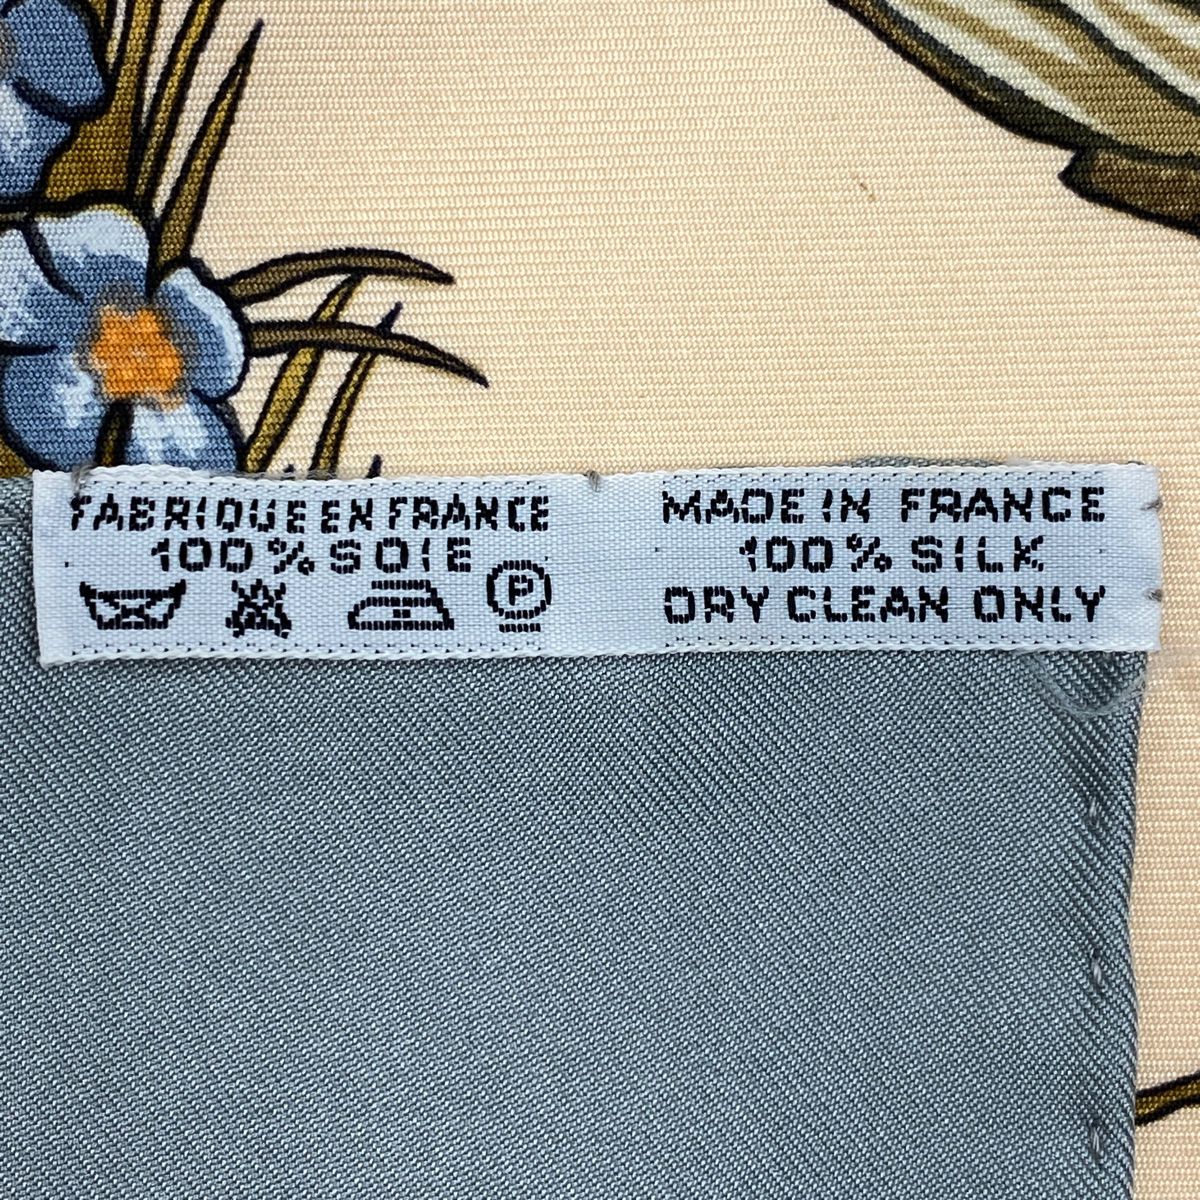 FABRIQUE EN FRANCE
100% SOIE
P
MADE IN FRANCE
100% SILK
DRY CLEAN ONLY